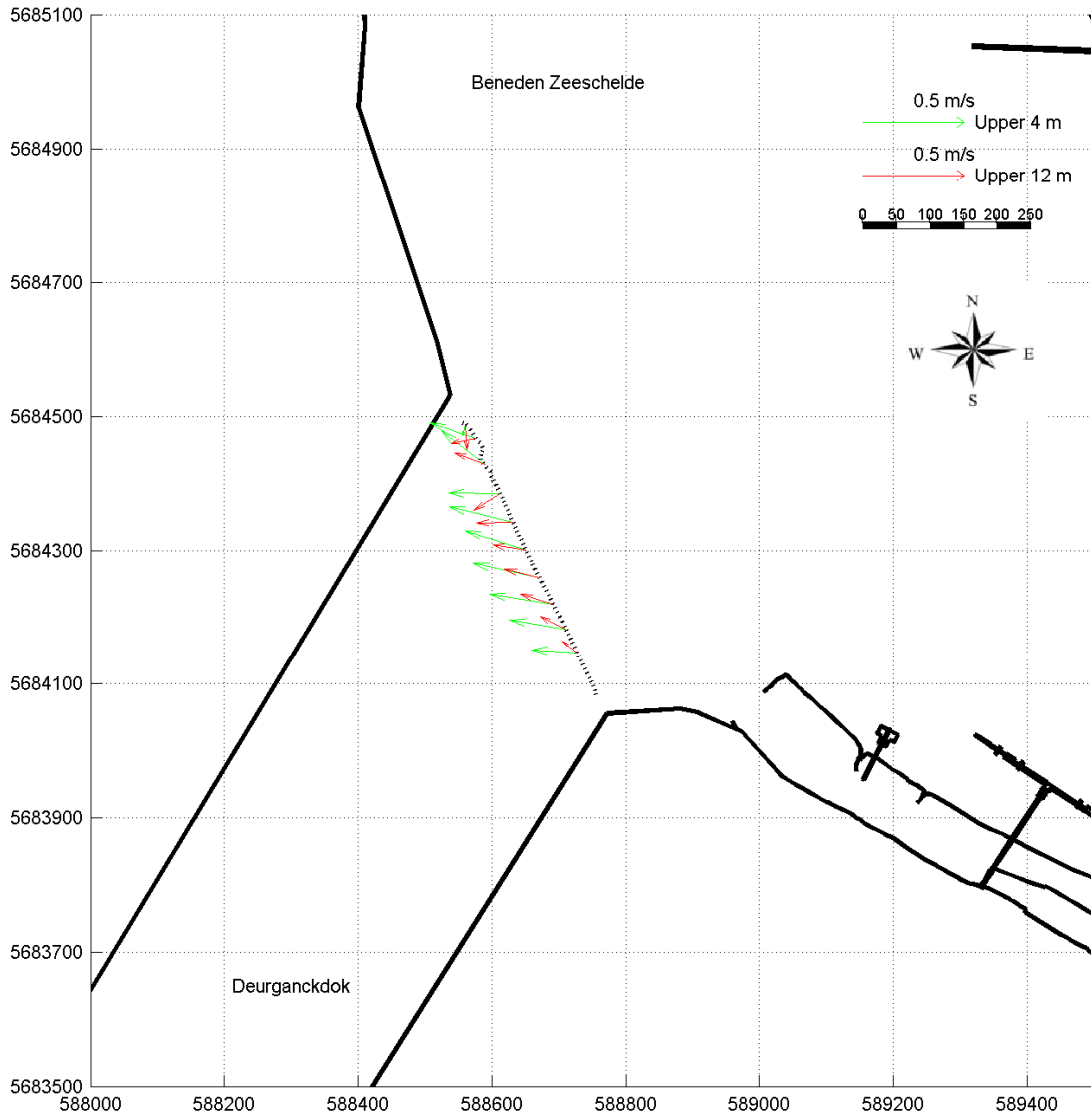 5685100
Beneden Zeeschelde
0.5 m/s
Upper 4 m
5684900
0.5 m/s
Upper 12 m
0 50 100 150 200 250
5684700
N
W E
S
5684500
5684300
5684100
5683900
5683700
Deurganckdok
5683500
588000 588200 588400 588600 588800 589000 589200 589400